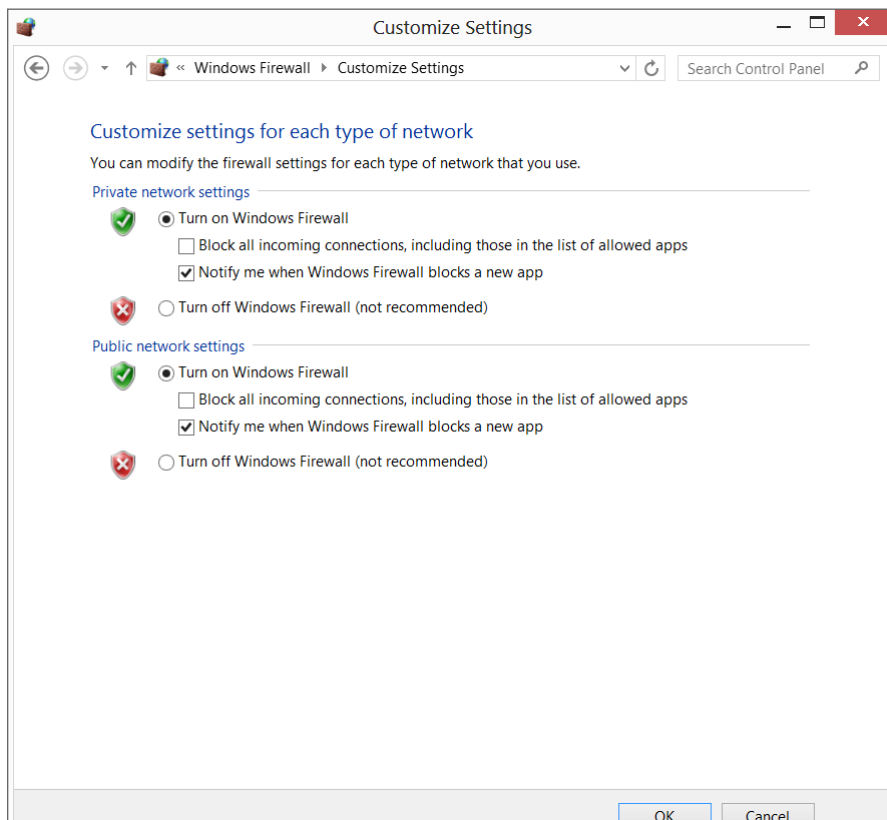 Customize Settings
« Windows Firewall ▸ Customize Settings
Search Control Panel
Customize settings for each type of network
You can modify the firewall settings for each type of network that you use.
Private network settings
Turn on Windows Firewall
Block all incoming connections, including those in the list of allowed apps
Notify me when Windows Firewall blocks a new app
Turn off Windows Firewall (not recommended)
Public network settings
Turn on Windows Firewall
Block all incoming connections, including those in the list of allowed apps
Notify me when Windows Firewall blocks a new app
Turn off Windows Firewall (not recommended)
OK Cancel